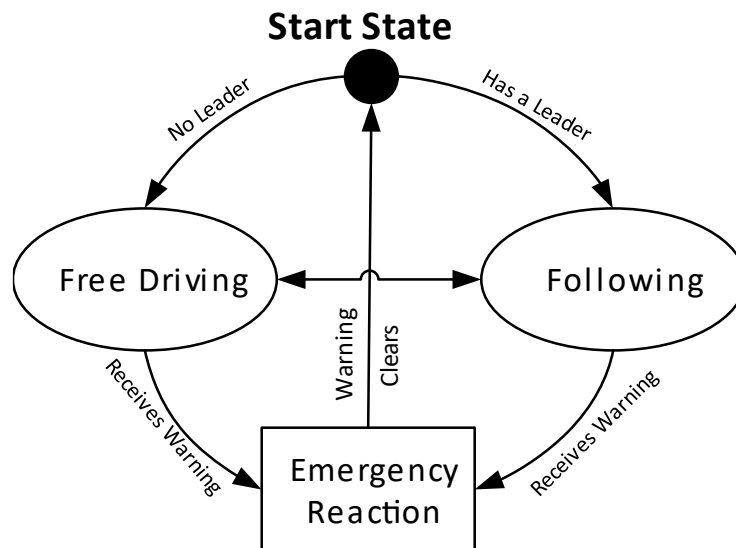 Start State
No Leader
Has a Leader
Free Driving
Following
Warning
Clears
Receives Warning
Receives Warning
Emergency
Reaction